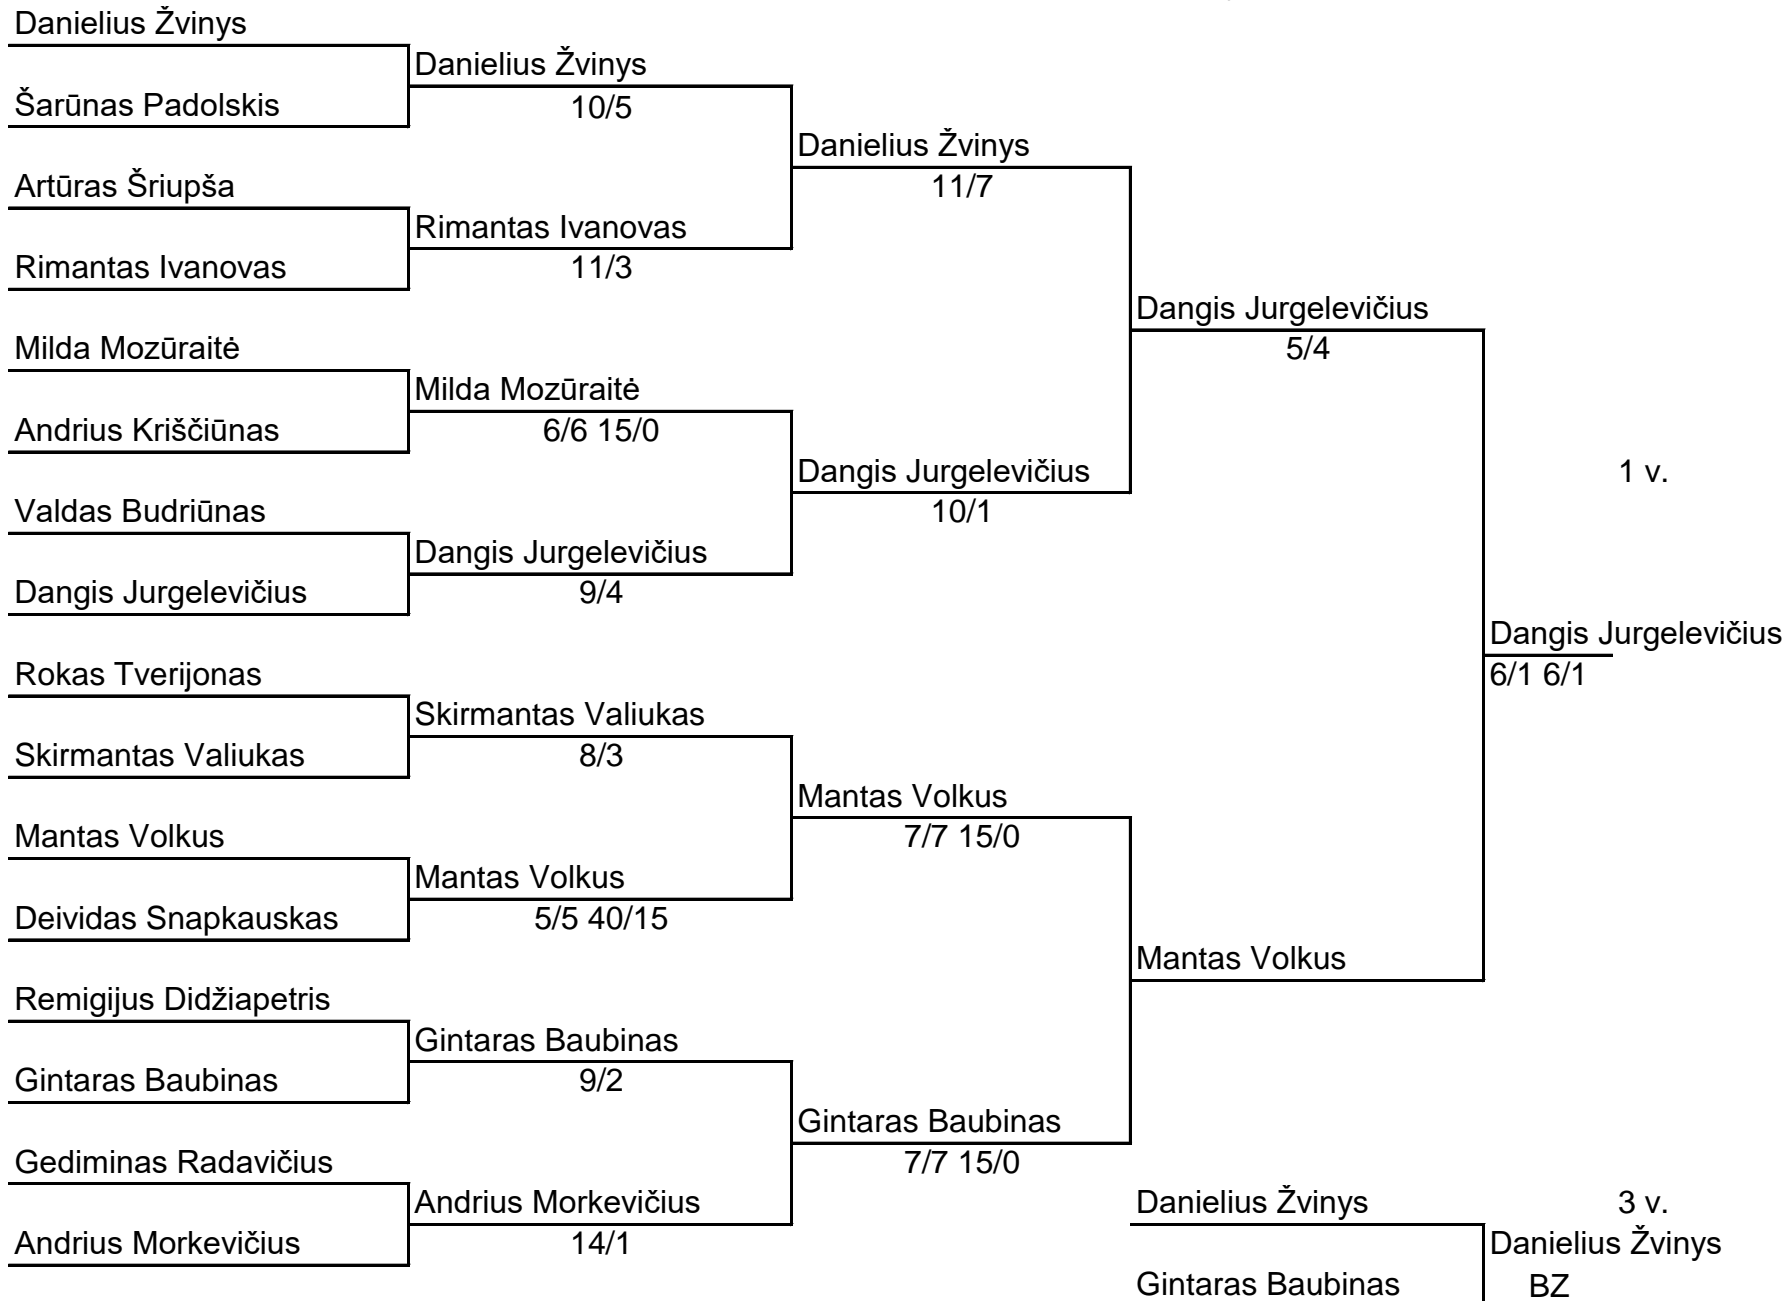 Danielius Žvinys
Danielius Žvinys
Šarūnas Padolskis
10/5
Danielius Žvinys
Artūras Šriupša
11/7
Rimantas Ivanovas
Rimantas Ivanovas
11/3
Dangis Jurgelevičius
Milda Mozūraitė
5/4
Milda Mozūraitė
Andrius Kriščiūnas
6/6 15/0
Dangis Jurgelevičius
1 v.
Valdas Budriūnas
10/1
Dangis Jurgelevičius
Dangis Jurgelevičius
9/4
Dangis Jurgelevičius
Rokas Tverijonas
6/1 6/1
Skirmantas Valiukas
Skirmantas Valiukas
8/3
Mantas Volkus
Mantas Volkus
7/7 15/0
Mantas Volkus
Deividas Snapkauskas
5/5 40/15
Mantas Volkus
Remigijus Didžiapetris
Gintaras Baubinas
Gintaras Baubinas
9/2
Gintaras Baubinas
Gediminas Radavičius
7/7 15/0
Andrius Morkevičius
Danielius Žvinys
3 v.
Andrius Morkevičius
14/1
Danielius Žvinys
Gintaras Baubinas
BZ